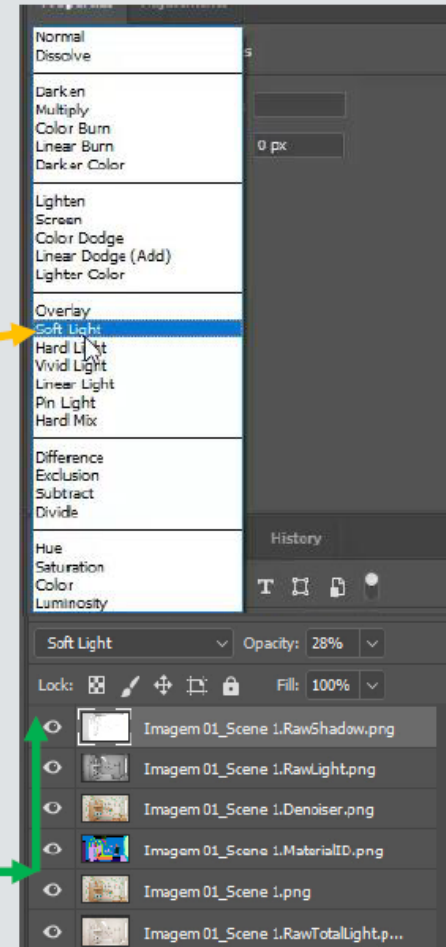 Normal
Dissolve
Darken
Multiply
Color Burn
Linear Burn
Darker Color
0 px
Lighten
Screen
Color Dodge
Linear Dodge (Add)
Lighter Color
Overlay
Soft Light
Hard Light
Vivid Light
Linear Light
Pin Light
Hard Mix
Difference
Exclusion
Subtract
Divide
History
Hue
Saturation
Color
Luminosity
Soft Light Opacity: 28%
Lock: Fill: 100%
Imagem 01_Scene 1.RawShadow.png
Imagem 01_Scene 1.RawLight.png
Imagem 01_Scene 1.Denoiser.png
Imagem 01_Scene 1.MaterialID.png
Imagem 01_Scene 1.png
Imagem 01_Scene 1.RawTotalLight.p...